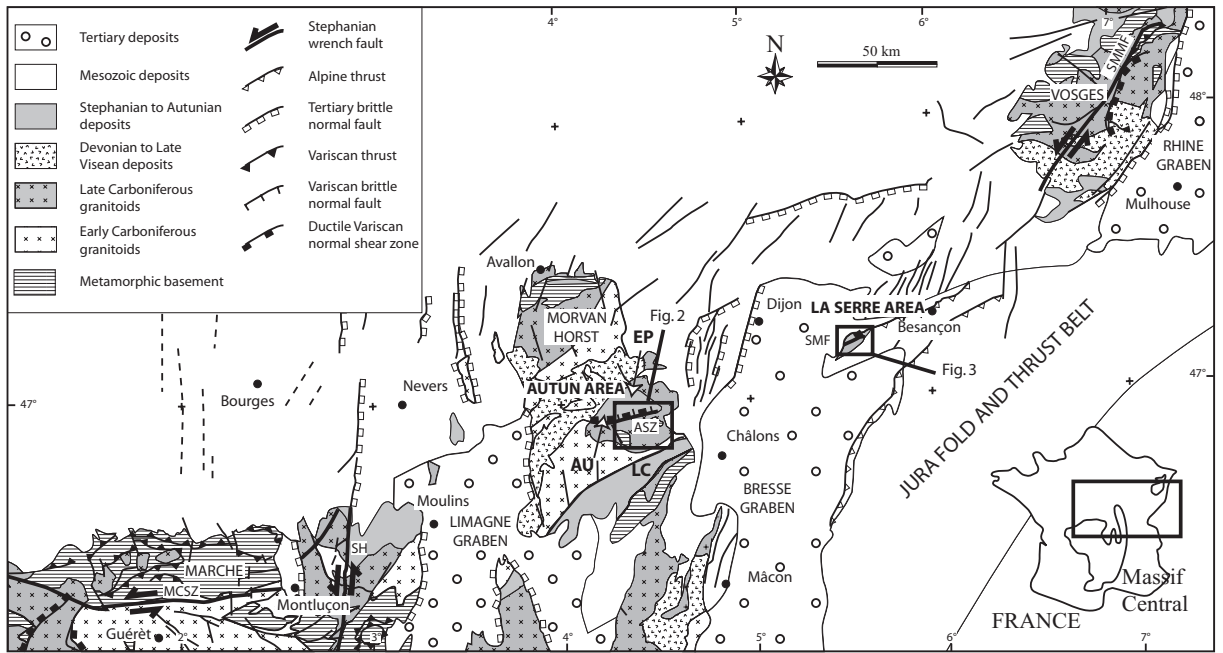 Tertiary deposits
Mesozoic deposits
Stephanian to Autunian
deposits
Devonian to Late
Visean deposits
Late Carboniferous
granitoids
Early Carboniferous
granitoids
Metamorphic basement
Stephanian
wrench fault
Alpine thrust
Tertiary brittle
normal fault
Variscan thrust
Variscan brittle
normal fault
Ductile Variscan
normal shear zone
4°
5°
6°
7°
N
50 km
SMMF
VOSGES
48°
RHINE
GRABEN
Mulhouse
Avallon
MORVAN
HORST
EP
Fig. 2
Dijon
LA SERRE AREA
SMF
Besançon
Fig. 3
47°
AUTUN AREA
Nevers
Bourges
47°
ASZ
AU
LC
Châlons
BRESSE
GRABEN
JURA FOLD AND THRUST BELT
Moulins
LIMAGNE
GRABEN
SH
MARCHE
MCSZ
Montluçon
Guérèt
Mâcon
Massif
Central
FRANCE
2°
3°
4°
5°
6°
7°